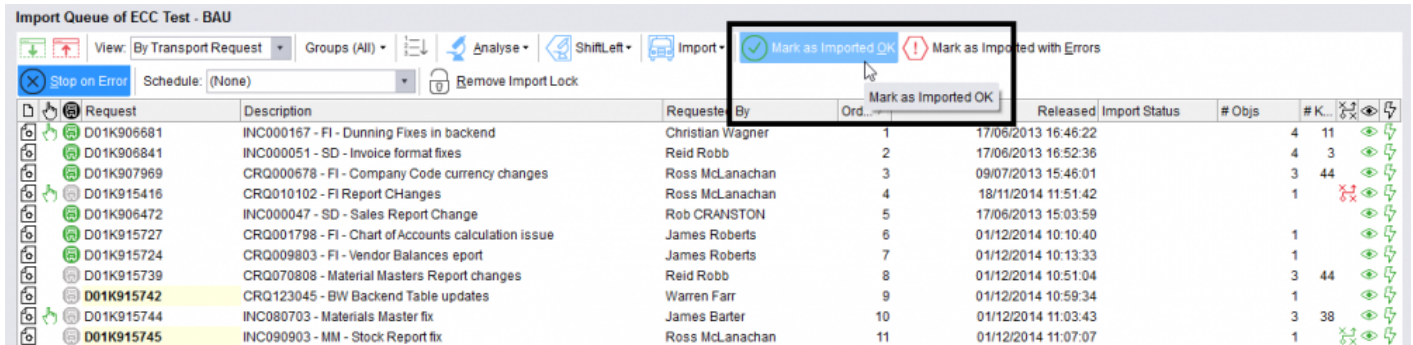 Import Queue of ECC Test - BAU
View: By Transport Request Groups (All) Analyse ShiftLeft Import Mark as Imported OK Mark as Imported with Errors
Stop on Error Schedule: (None) Remove Import Lock
Mark as Imported OK
Request Description Requested By Ord... Released Import Status # Objs # K...
D01K906681 INC000167 - FI - Dunning Fixes in backend Christian Wagner 1 17/06/2013 16:46:22 4 11
D01K906841 INC000051 - SD - Invoice format fixes Reid Robb 2 17/06/2013 16:52:36 4 3
D01K907969 CRQ000678 - FI - Company Code currency changes Ross McLanachan 3 09/07/2013 15:46:01 3 44
D01K915416 CRQ010102 - FI Report CHanges Ross McLanachan 4 18/11/2014 11:51:42 1
D01K906472 INC000047 - SD - Sales Report Change Rob CRANSTON 5 17/06/2013 15:03:59
D01K915727 CRQ001798 - FI - Chart of Accounts calculation issue James Roberts 6 01/12/2014 10:10:40 1
D01K915724 CRQ009803 - FI - Vendor Balances eport James Roberts 7 01/12/2014 10:13:33 1
D01K915739 CRQ070808 - Material Masters Report changes Reid Robb 8 01/12/2014 10:51:04 3 44
D01K915742 CRQ123045 - BW Backend Table updates Warren Farr 9 01/12/2014 10:59:34 1
D01K915744 INC080703 - Materials Master fix James Barter 10 01/12/2014 11:03:43 3 38
D01K915745 INC090903 - MM - Stock Report fix Ross McLanachan 11 01/12/2014 11:07:07 1